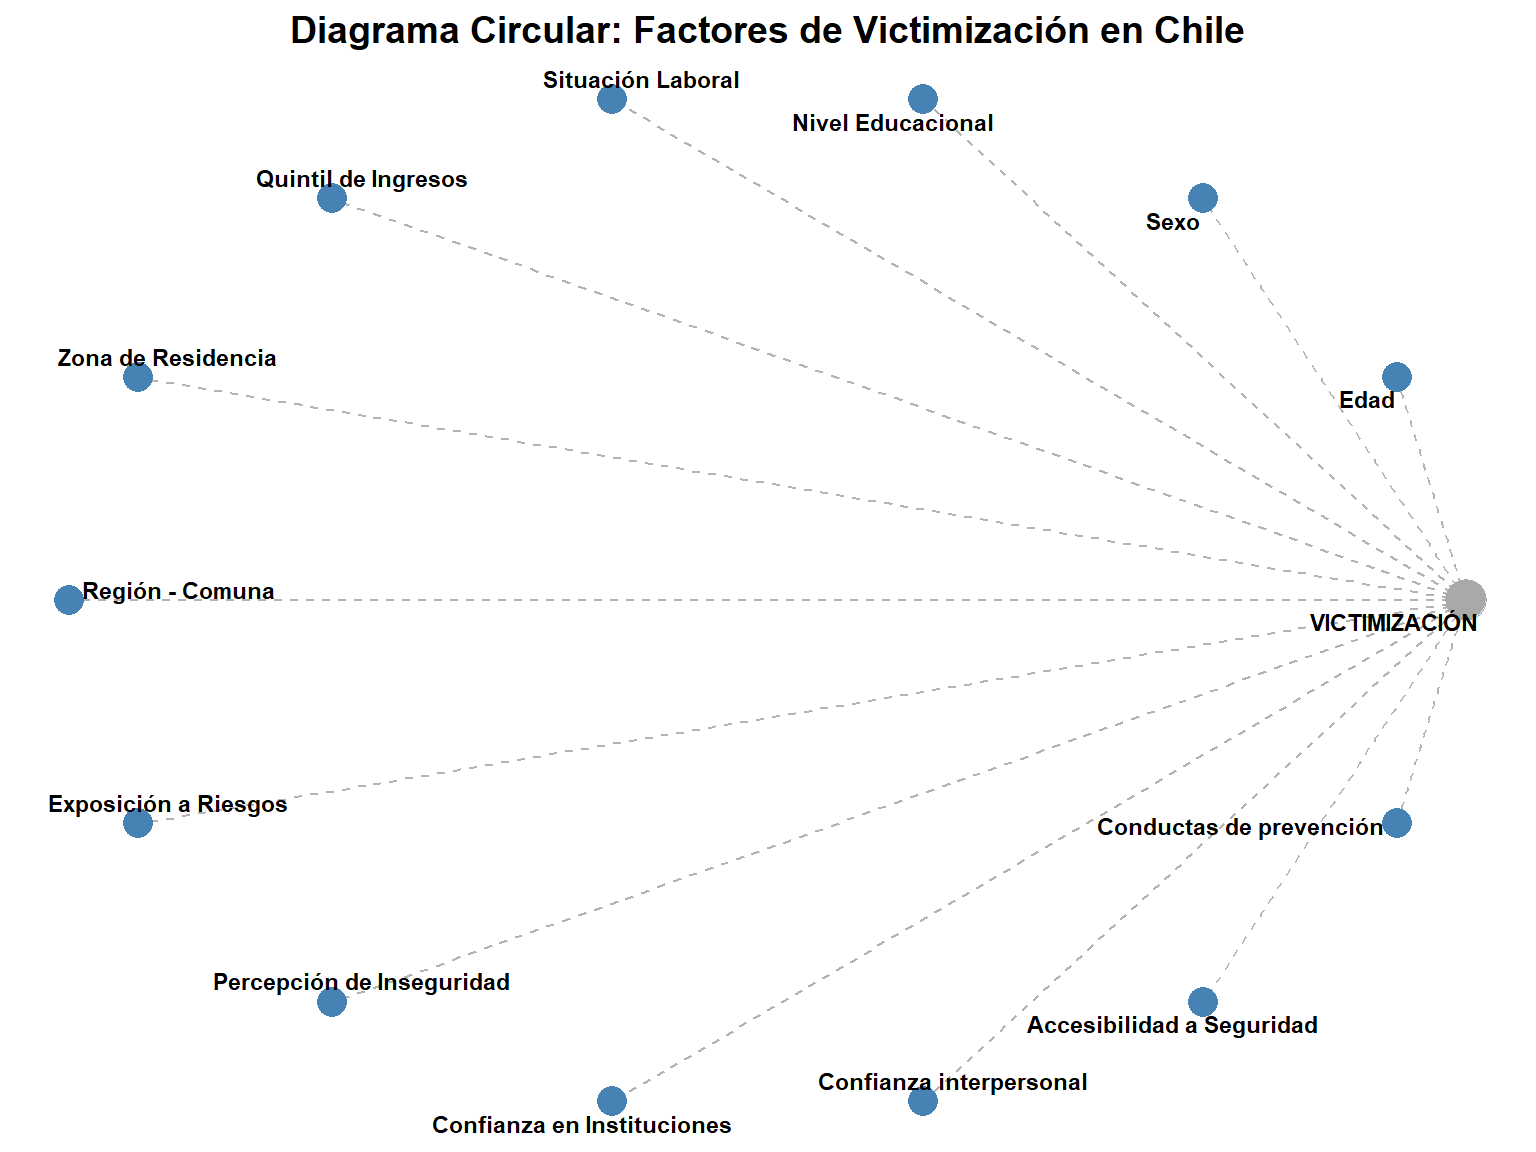 Diagrama Circular: Factores de Victimización en Chile
Situación Laboral
Nivel Educacional
Quintil de Ingresos
Sexo
Zona de Residencia
Edad
Región - Comuna
VICTIMIZACIÓN
Exposición a Riesgos
Conductas de prevención
Percepción de Inseguridad
Accesibilidad a Seguridad
Confianza interpersonal
Confianza en Instituciones